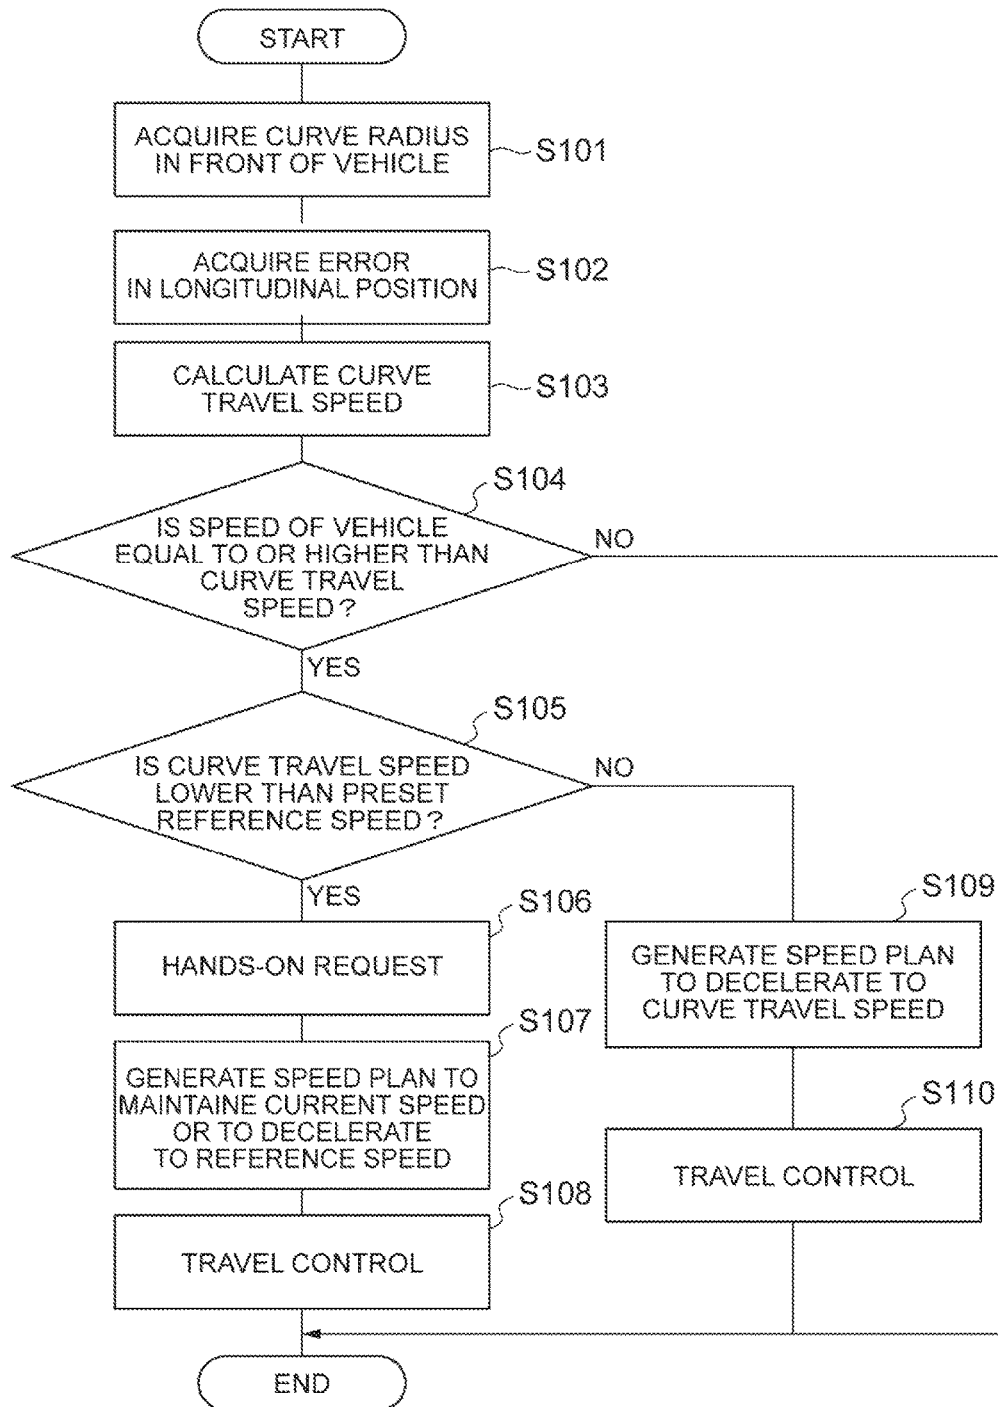 START
ACQUIRE CURVE RADIUS
IN FRONT OF VEHICLE
S101
ACQUIRE ERROR
IN LONGITUDINAL POSITION
S102
CALCULATE CURVE
TRAVEL SPEED
S103
S104
IS SPEED OF VEHICLE
EQUAL TO OR HIGHER THAN
CURVE TRAVEL
SPEED?
NO
YES
S105
IS CURVE TRAVEL SPEED
LOWER THAN PRESET
REFERENCE SPEED?
NO
YES
S106
HANDS-ON REQUEST
S107
GENERATE SPEED PLAN TO
MAINTAINE CURRENT SPEED
OR TO DECELERATE
TO REFERENCE SPEED
S108
TRAVEL CONTROL
S109
GENERATE SPEED PLAN
TO DECELERATE TO
CURVE TRAVEL SPEED
S110
TRAVEL CONTROL
END